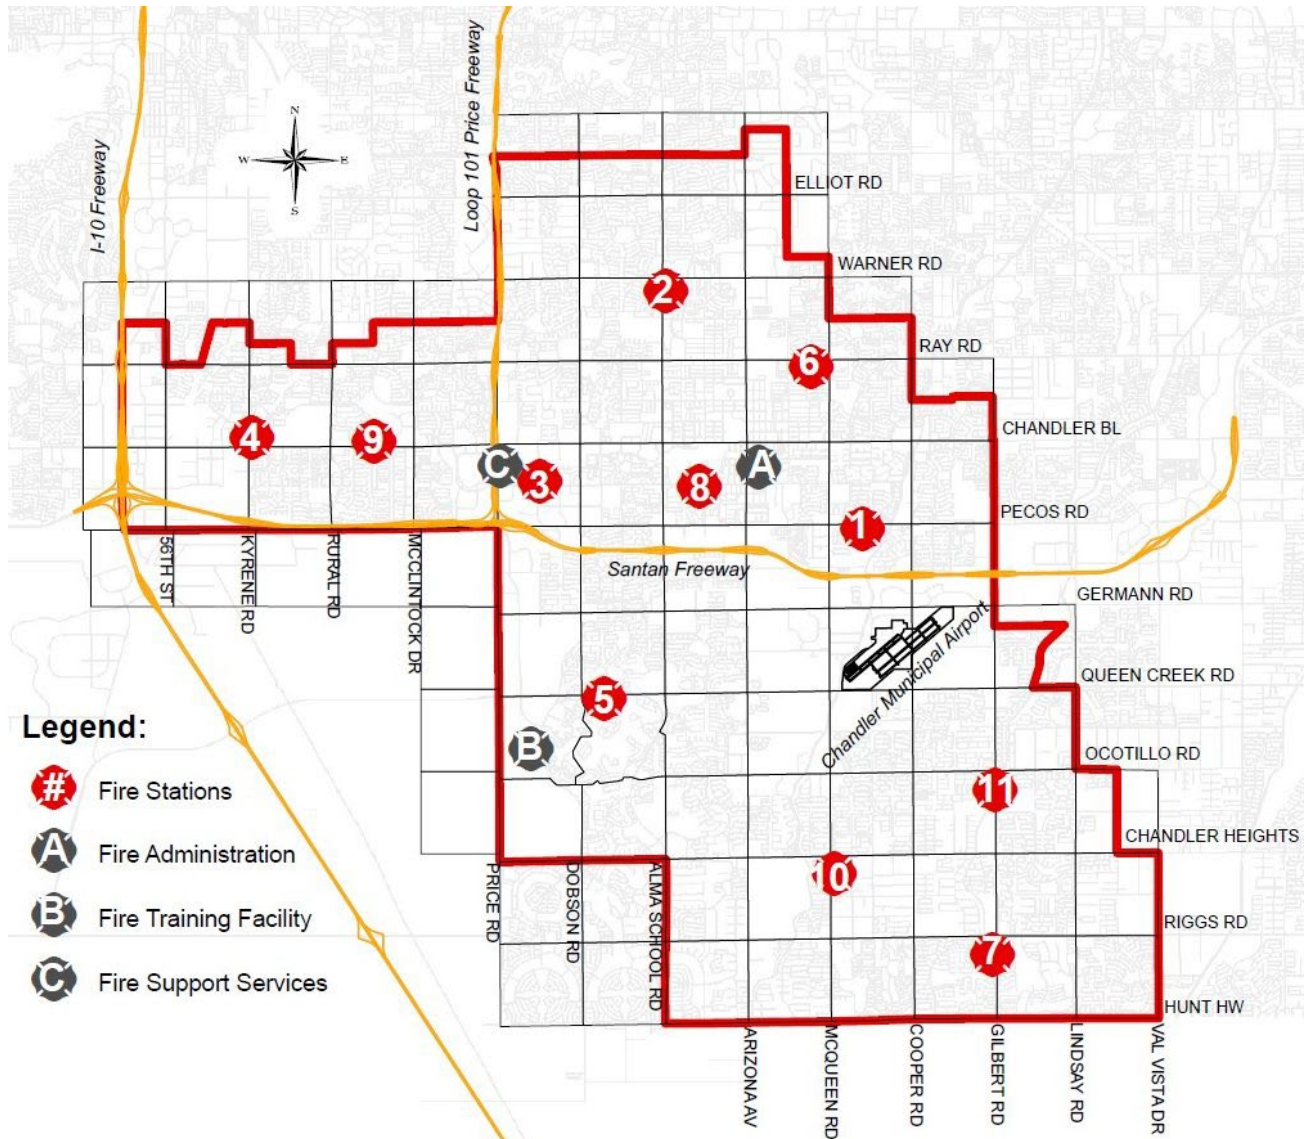 I-10 Freeway
Loop 101 Price Freeway
N
W E
S
ELLIOT RD
WARNER RD
2
RAY RD
6
CHANDLER BL
4
9
C
3
8
A
PECOS RD
1
56TH ST
KYRENE RD
RURAL RD
MCCLINTOCK DR
Santan Freeway
GERMANN RD
Chandler Municipal Airport
QUEEN CREEK RD
5
B
OCOTILLO RD
11
CHANDLER HEIGHTS
10
PRICE RD
DOBSON RD
ALMA SCHOOL RD
RIGGS RD
7
HUNT HW
ARIZONA AV
MCQUEEN RD
COOPER RD
GILBERT RD
LINDSAY RD
VAL VISTA DR
Legend:
# Fire Stations
A Fire Administration
B Fire Training Facility
C Fire Support Services